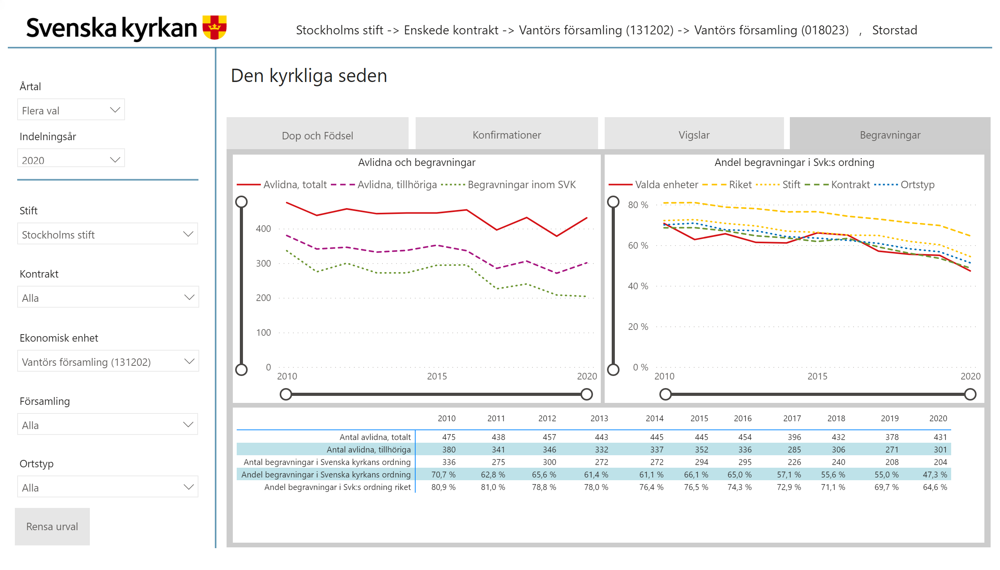 Svenska kyrkan
Stockholms stift -> Enskede kontrakt -> Vantörs församling (131202) -> Vantörs församling (018023) , Storstad
Årtal
Flera val
Indelningsår
2020
Stift
Stockholms stift
Kontrakt
Alla
Ekonomisk enhet
Vantörs församling (131202)
Församling
Alla
Ortstyp
Alla
Rensa urval
Den kyrkliga seden
Dop och Födsel Konfirmationer Vigslar Begravningar
Avlidna och begravningar
Avlidna, totalt Avlidna, tillhöriga Begravningar inom SVK
400
300
200
100
0
2010 2015 2020
Andel begravningar i Svk:s ordning
Valda enheter Riket Stift Kontrakt Ortstyp
80 %
60 %
40 %
20 %
0 %
2010 2015 2020
2010 2011 2012 2013 2014 2015 2016 2017 2018 2019 2020
Antal avlidna, totalt 475 438 457 443 445 445 454 396 432 378 431
Antal avlidna, tillhöriga 380 341 346 332 337 352 336 285 306 271 301
Antal begravningar i Svenska kyrkans ordning 336 275 300 272 272 294 295 226 240 208 204
Andel begravningar i Svenska kyrkans ordning 70,7 % 62,8 % 65,6 % 61,4 % 61,1 % 66,1 % 65,0 % 57,1 % 55,6 % 55,0 % 47,3 %
Andel begravningar i Svk:s ordning riket 80,9 % 81,0 % 78,8 % 78,0 % 76,4 % 76,5 % 74,3 % 72,9 % 71,1 % 69,7 % 64,6 %